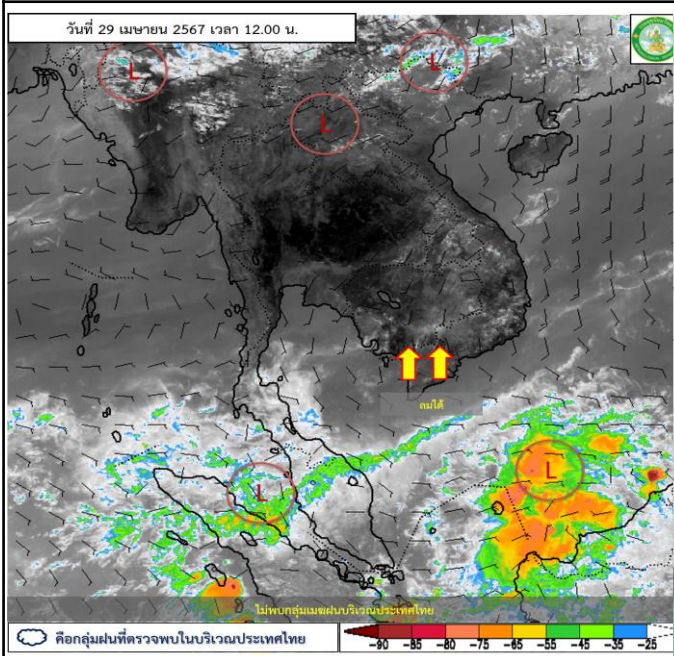 วันที่ 29 เมษายน 2567 เวลา 12.00 น.
L
L
L
ลมใต้
L
L
ไม่พบกลุ่มเมฆฝนบริเวณประเทศไทย
คือกลุ่มฝนที่ตรวจพบในบริเวณประเทศไทย
-90 -85 -80 -75 -65 -55 -45 -35 -25